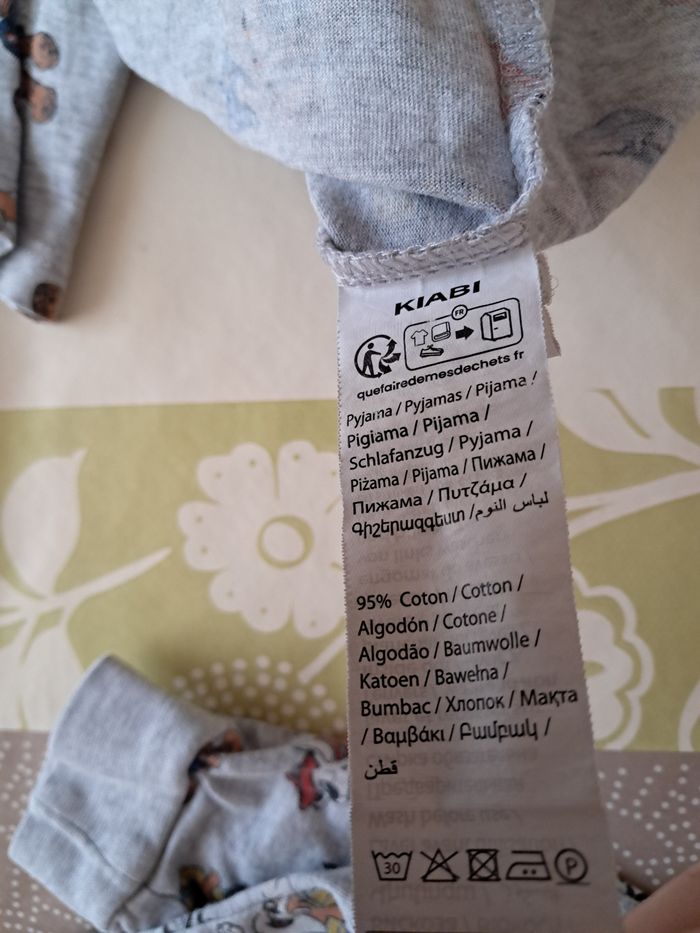 KIABI
FR
quefairedemesdechets.fr
Pyjama / Pyjamas / Pijama /
Pigiama / Pijama /
Schlafanzug / Pyjama /
Piżama / Pijama / Пижама /
Пижама / Πυτζάμα /
Գիշերազգեստ / لباس النوم
95% Coton / Cotton /
Algodón / Cotone /
Algodão / Baumwolle /
Katoen / Bawełna /
Bumbac / Хлопок / Мақта
/ Βαμβάκι / Բամբակ /
قطن
30 P